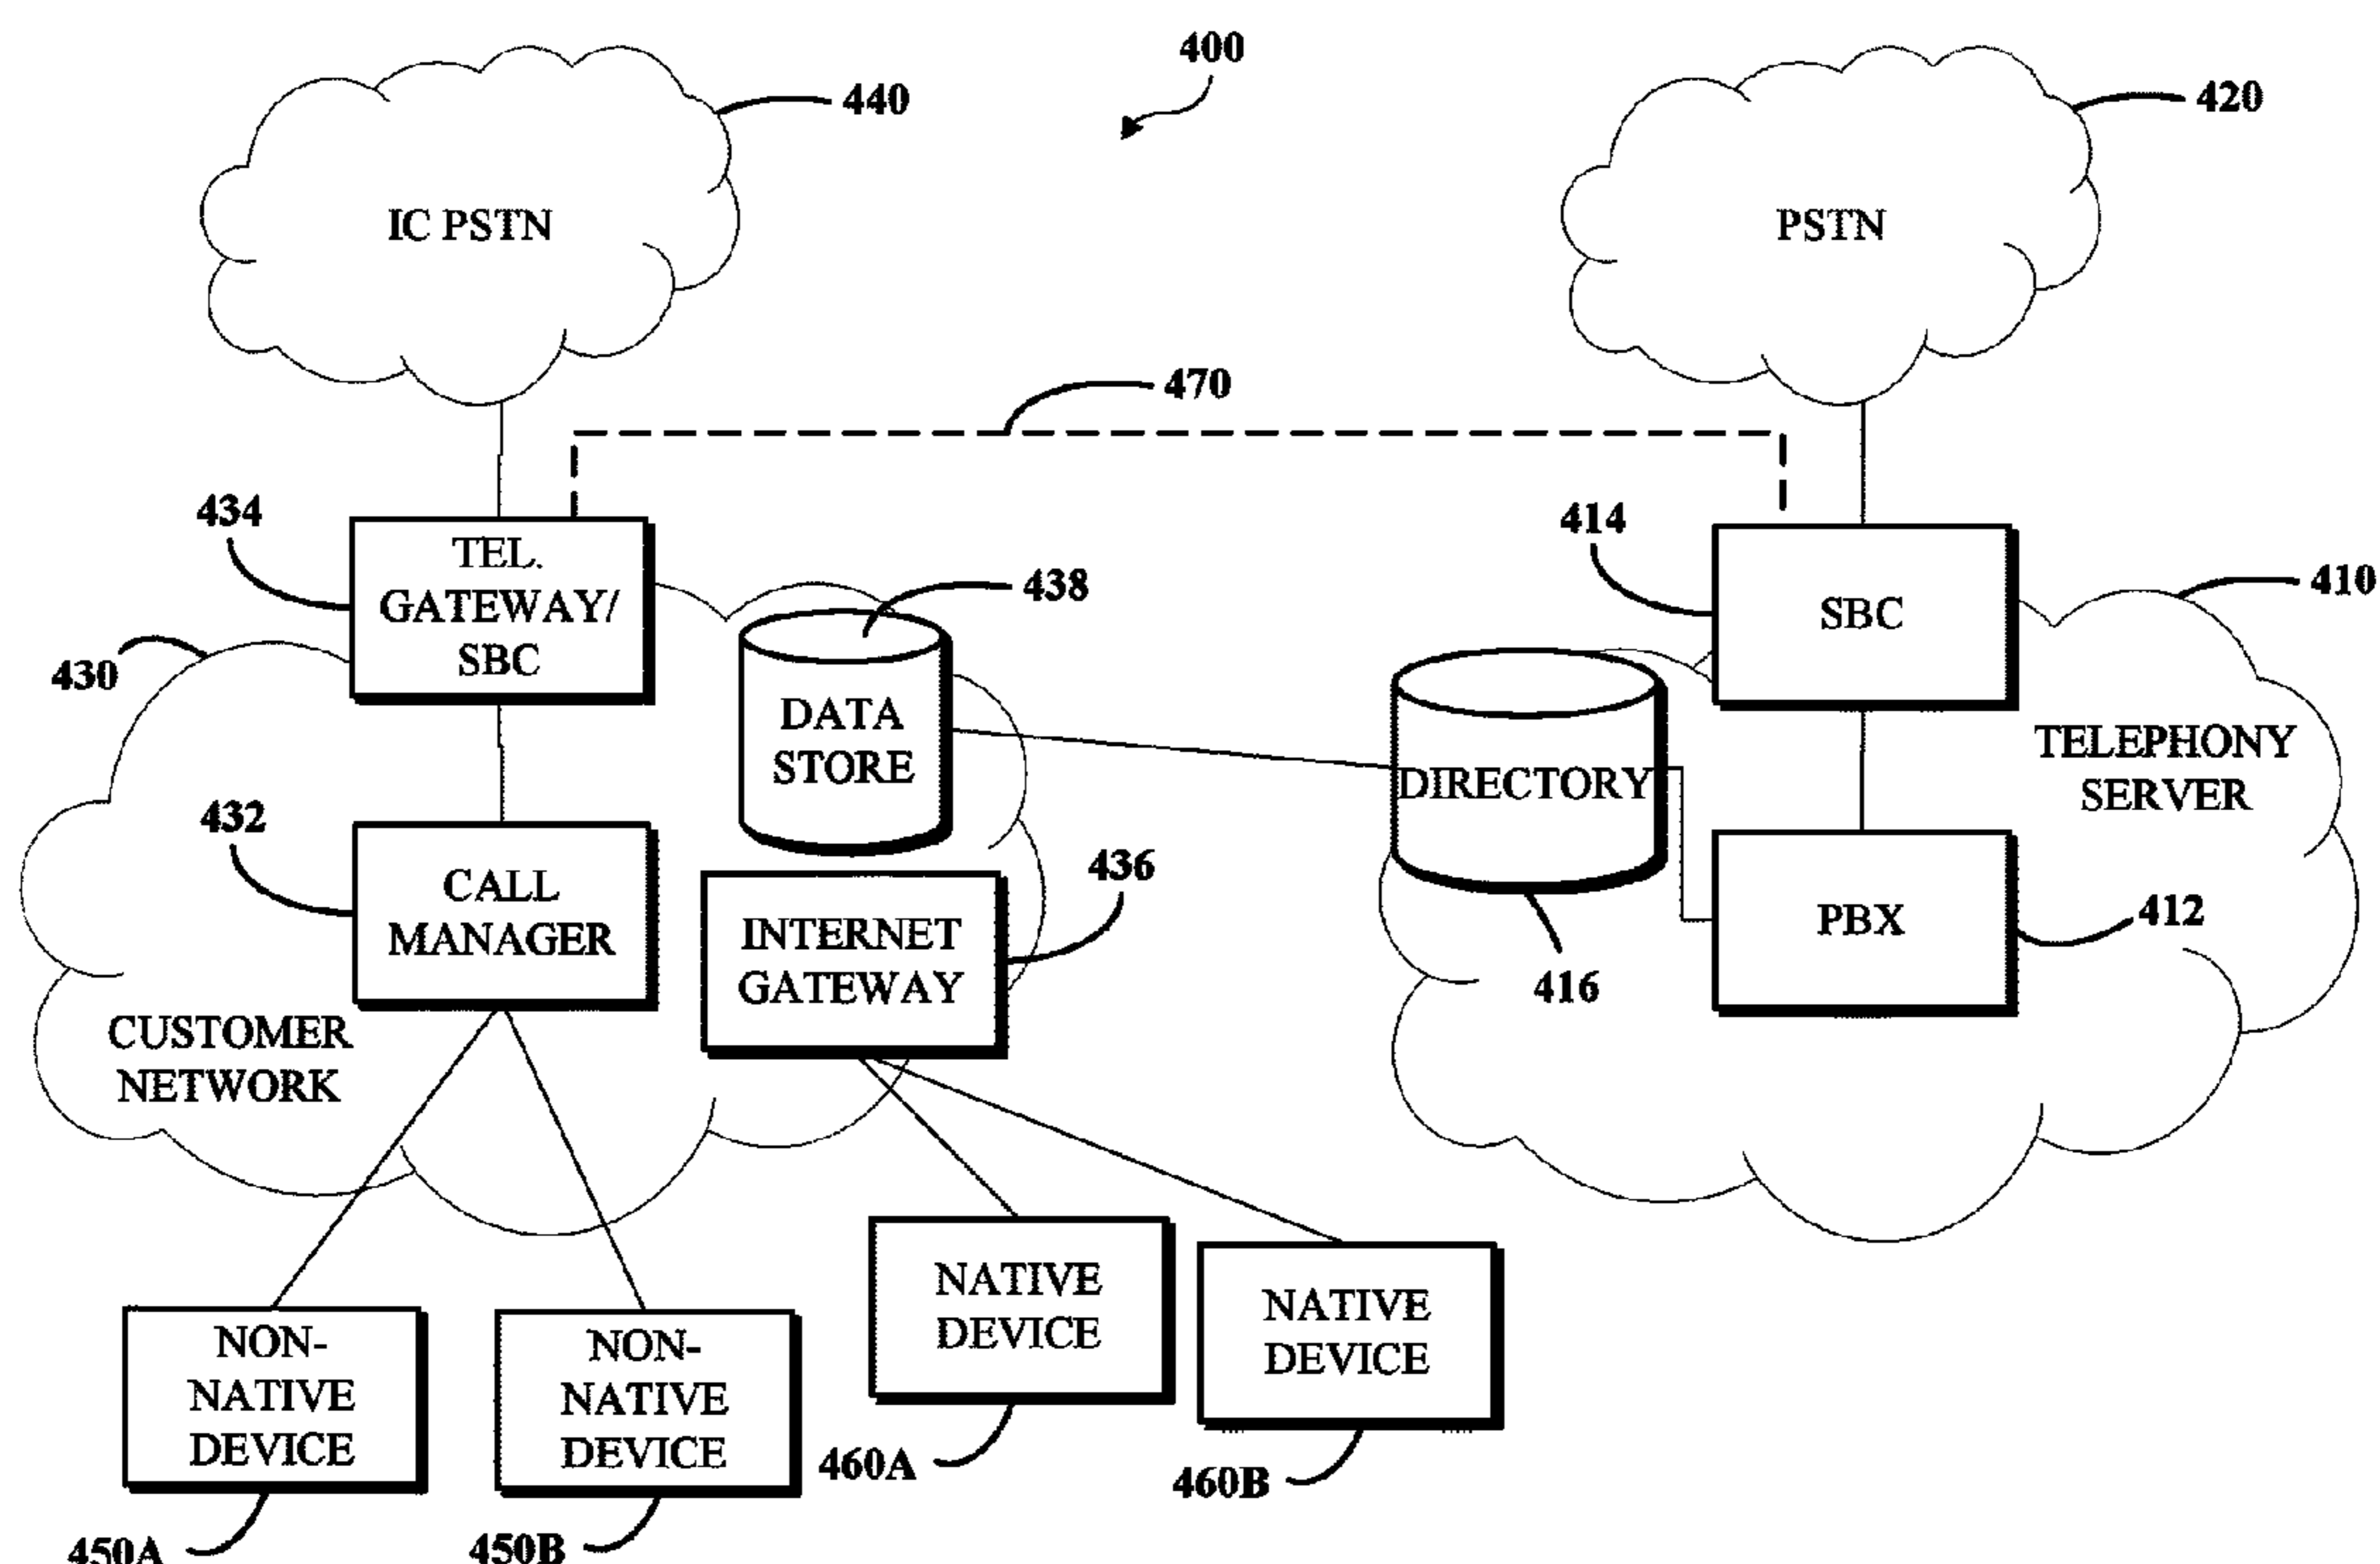 400
440
420
IC PSTN
PSTN
470
434
TEL.
GATEWAY/
SBC
438
414
SBC
410
430
DATA
STORE
DIRECTORY
TELEPHONY
SERVER
432
CALL
MANAGER
436
INTERNET
GATEWAY
416
PBX
412
CUSTOMER
NETWORK
NATIVE
DEVICE
NATIVE
DEVICE
NON-
NATIVE
DEVICE
NON-
NATIVE
DEVICE
460A
460B
450A
450B